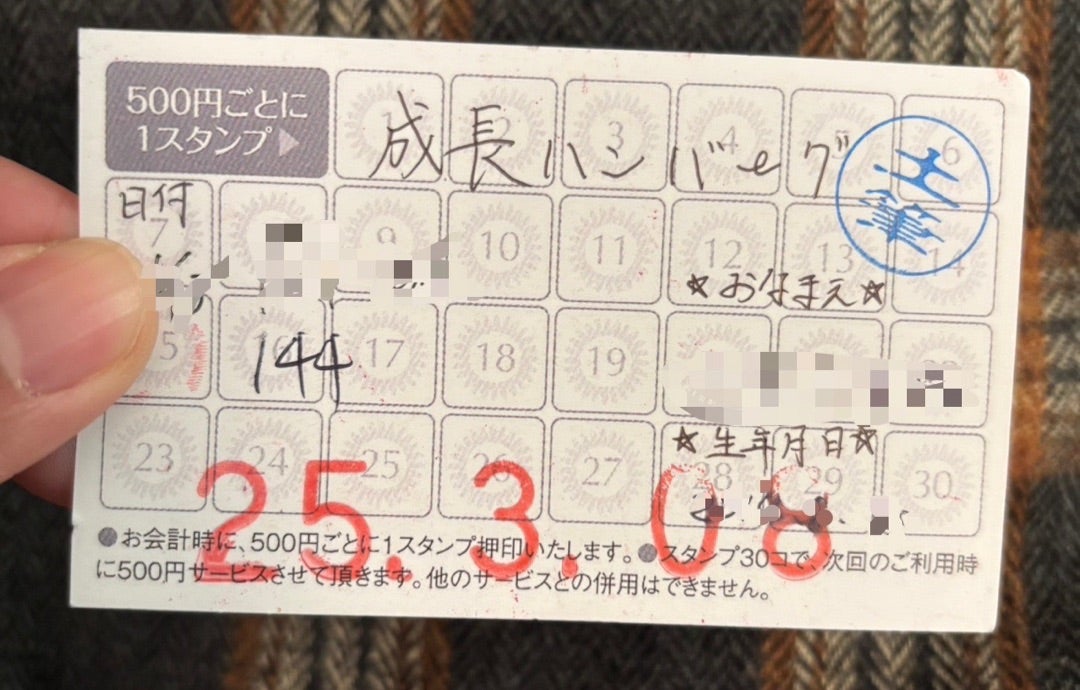 500円ごとに
1スタンプ▶
成長ハンバーグ
土筆
日付
☆おなまえ☆
144
☆生年月日☆
1 2 3 4 5 6
7 9 10 11 12 13 14
5 16 17 18 19
23 24 25 26 27 28 29 30
25.3.08
●お会計時に、500円ごとに1スタンプ押印いたします。●スタンプ30コで、次回のご利用時
に500円サービスさせて頂きます。他のサービスとの併用はできません。